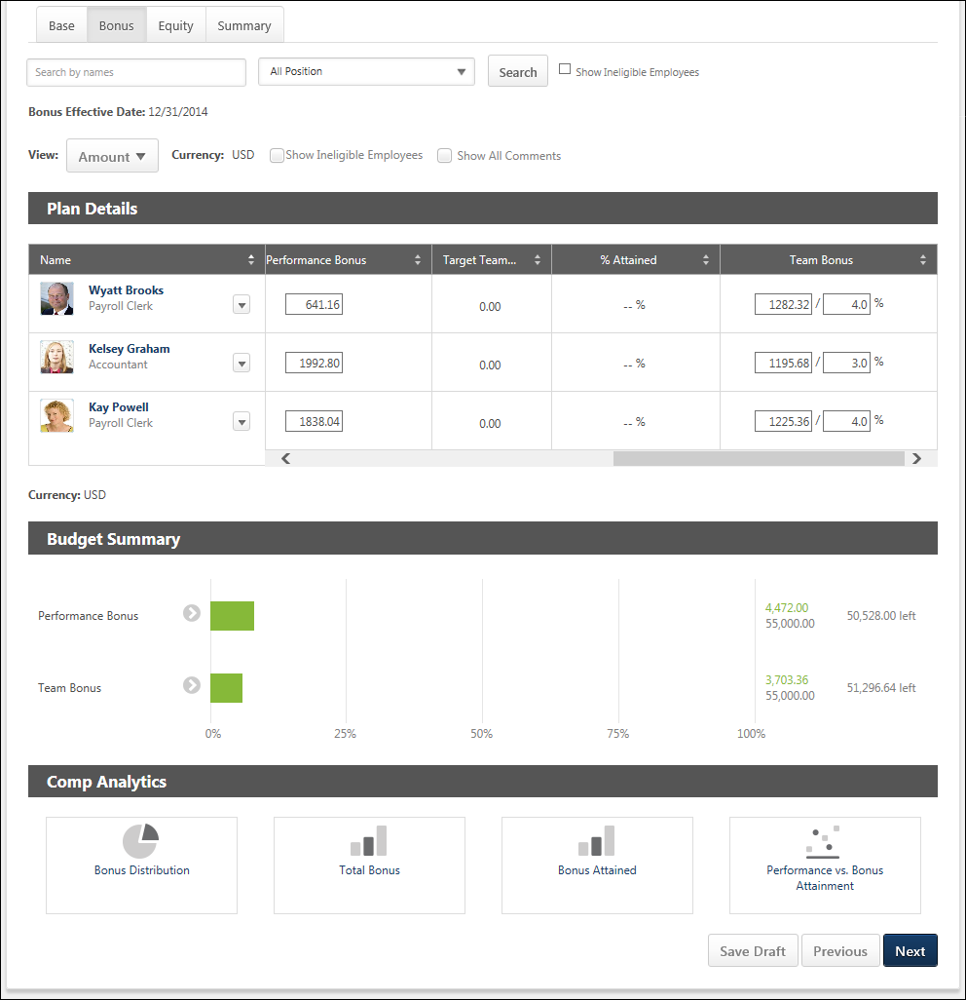 Base Bonus Equity Summary
Search by names All Position Search Show Ineligible Employees
Bonus Effective Date: 12/31/2014
View: Amount Currency: USD Show Ineligible Employees Show All Comments
Plan Details
Name Performance Bonus Target Team... % Attained Team Bonus
Wyatt Brooks
Payroll Clerk
641.16 0.00 -- % 1282.32 / 4.0 %
Kelsey Graham
Accountant
1992.80 0.00 -- % 1195.68 / 3.0 %
Kay Powell
Payroll Clerk
1838.04 0.00 -- % 1225.36 / 4.0 %
Currency: USD
Budget Summary
Performance Bonus
4,472.00
55,000.00
50,528.00 left
Team Bonus
3,703.36
55,000.00
51,296.64 left
0% 25% 50% 75% 100%
Comp Analytics
Bonus Distribution
Total Bonus
Bonus Attained
Performance vs. Bonus
Attainment
Save Draft Previous Next